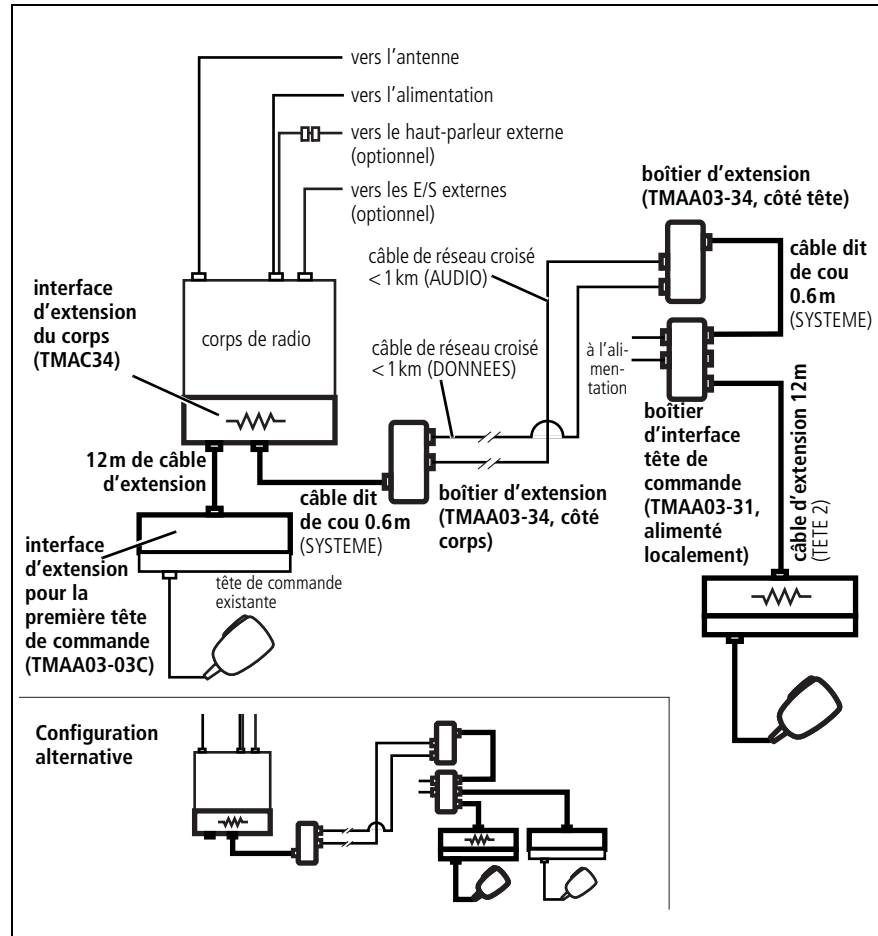 vers l'antenne
vers l'alimentation
vers le haut-parleur externe
(optionnel)
vers les E/S externes
(optionnel)
boîtier d'extension
(TMAA03-34, côté tête)
câble de réseau croisé
< 1 km (AUDIO)
câble dit
de cou
0.6 m
(SYSTEME)
interface
d'extension
du corps
(TMAC34)
corps de radio
câble de réseau croisé
< 1 km (DONNEES)
à l'ali-
men-
tation
12 m de câble
d'extension
câble dit
de cou 0.6 m
(SYSTEME)
boîtier d'extension
(TMAA03-34, côté
corps)
boîtier
d'interface
tête de
commande
(TMAA03-31,
alimenté
localement)
câble d'extension 12m
(TETE 2)
interface
d'extension
pour la
première tête
de commande
(TMAA03-03C)
tête de commande
existante
Configuration
alternative